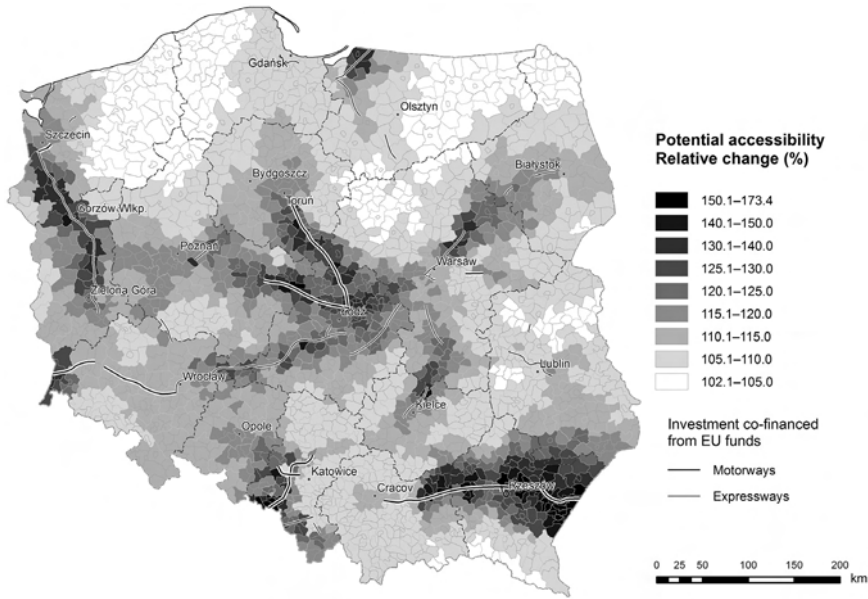 Gdańsk
Olsztyn
Szczecin
Białystok
Bydgoszcz
Toruń
Gorzów Wlkp.
Poznań
Warsaw
Zielona Góra
Łódź
Lublin
Wrocław
Kielce
Opole
Katowice
Cracov
Rzeszów
Potential accessibility
Relative change (%)
150.1–173.4
140.1–150.0
130.1–140.0
125.1–130.0
120.1–125.0
115.1–120.0
110.1–115.0
105.1–110.0
102.1–105.0
Investment co-financed
from EU funds
Motorways
Expressways
0 25 50 100 150 200
km